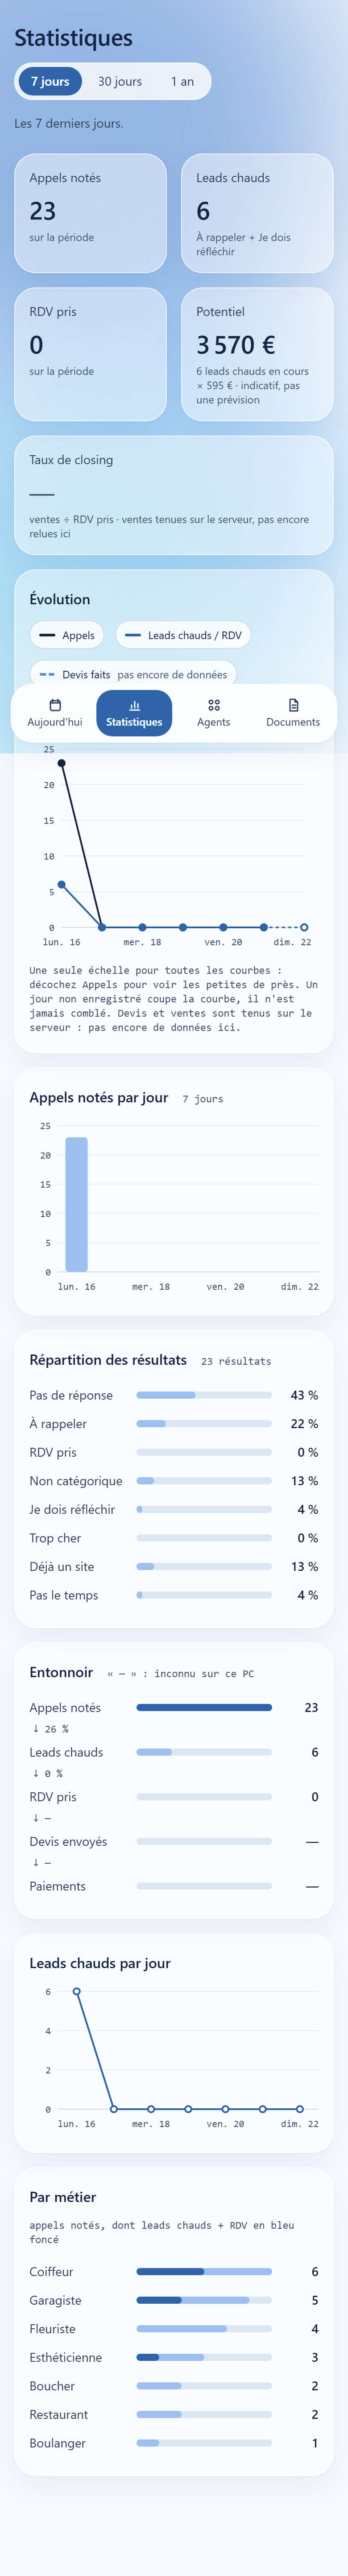 Statistiques
7 jours 30 jours 1 an
Les 7 derniers jours.
Appels notés
23
sur la période
Leads chauds
6
À rappeler + Je dois
réfléchir
RDV pris
0
sur la période
Potentiel
3 570 €
6 leads chauds en cours
× 595 € · indicatif, pas
une prévision
Taux de closing
—
ventes ÷ RDV pris · ventes tenues sur le serveur, pas encore
relues ici
Évolution
Appels
Leads chauds / RDV
Devis faits pas encore de données
Aujourd'hui Statistiques Agents Documents
25
20
15
10
5
0
lun. 16 mer. 18 ven. 20 dim. 22
Une seule échelle pour toutes les courbes :
décochez Appels pour voir les petites de près. Un
jour non enregistré coupe la courbe, il n'est
jamais comblé. Devis et ventes sont tenus sur le
serveur : pas encore de données ici.
Appels notés par jour 7 jours
25
20
15
10
5
0
lun. 16 mer. 18 ven. 20 dim. 22
Répartition des résultats 23 résultats
Pas de réponse 43 %
À rappeler 22 %
RDV pris 0 %
Non catégorique 13 %
Je dois réfléchir 4 %
Trop cher 0 %
Déjà un site 13 %
Pas le temps 4 %
Entonnoir « — » : inconnu sur ce PC
Appels notés 23
↓ 26 %
Leads chauds 6
↓ 0 %
RDV pris 0
↓ —
Devis envoyés —
↓ —
Paiements —
Leads chauds par jour
6
4
2
0
lun. 16 mer. 18 ven. 20 dim. 22
Par métier
appels notés, dont leads chauds + RDV en bleu
foncé
Coiffeur 6
Garagiste 5
Fleuriste 4
Esthéticienne 3
Boucher 2
Restaurant 2
Boulanger 1